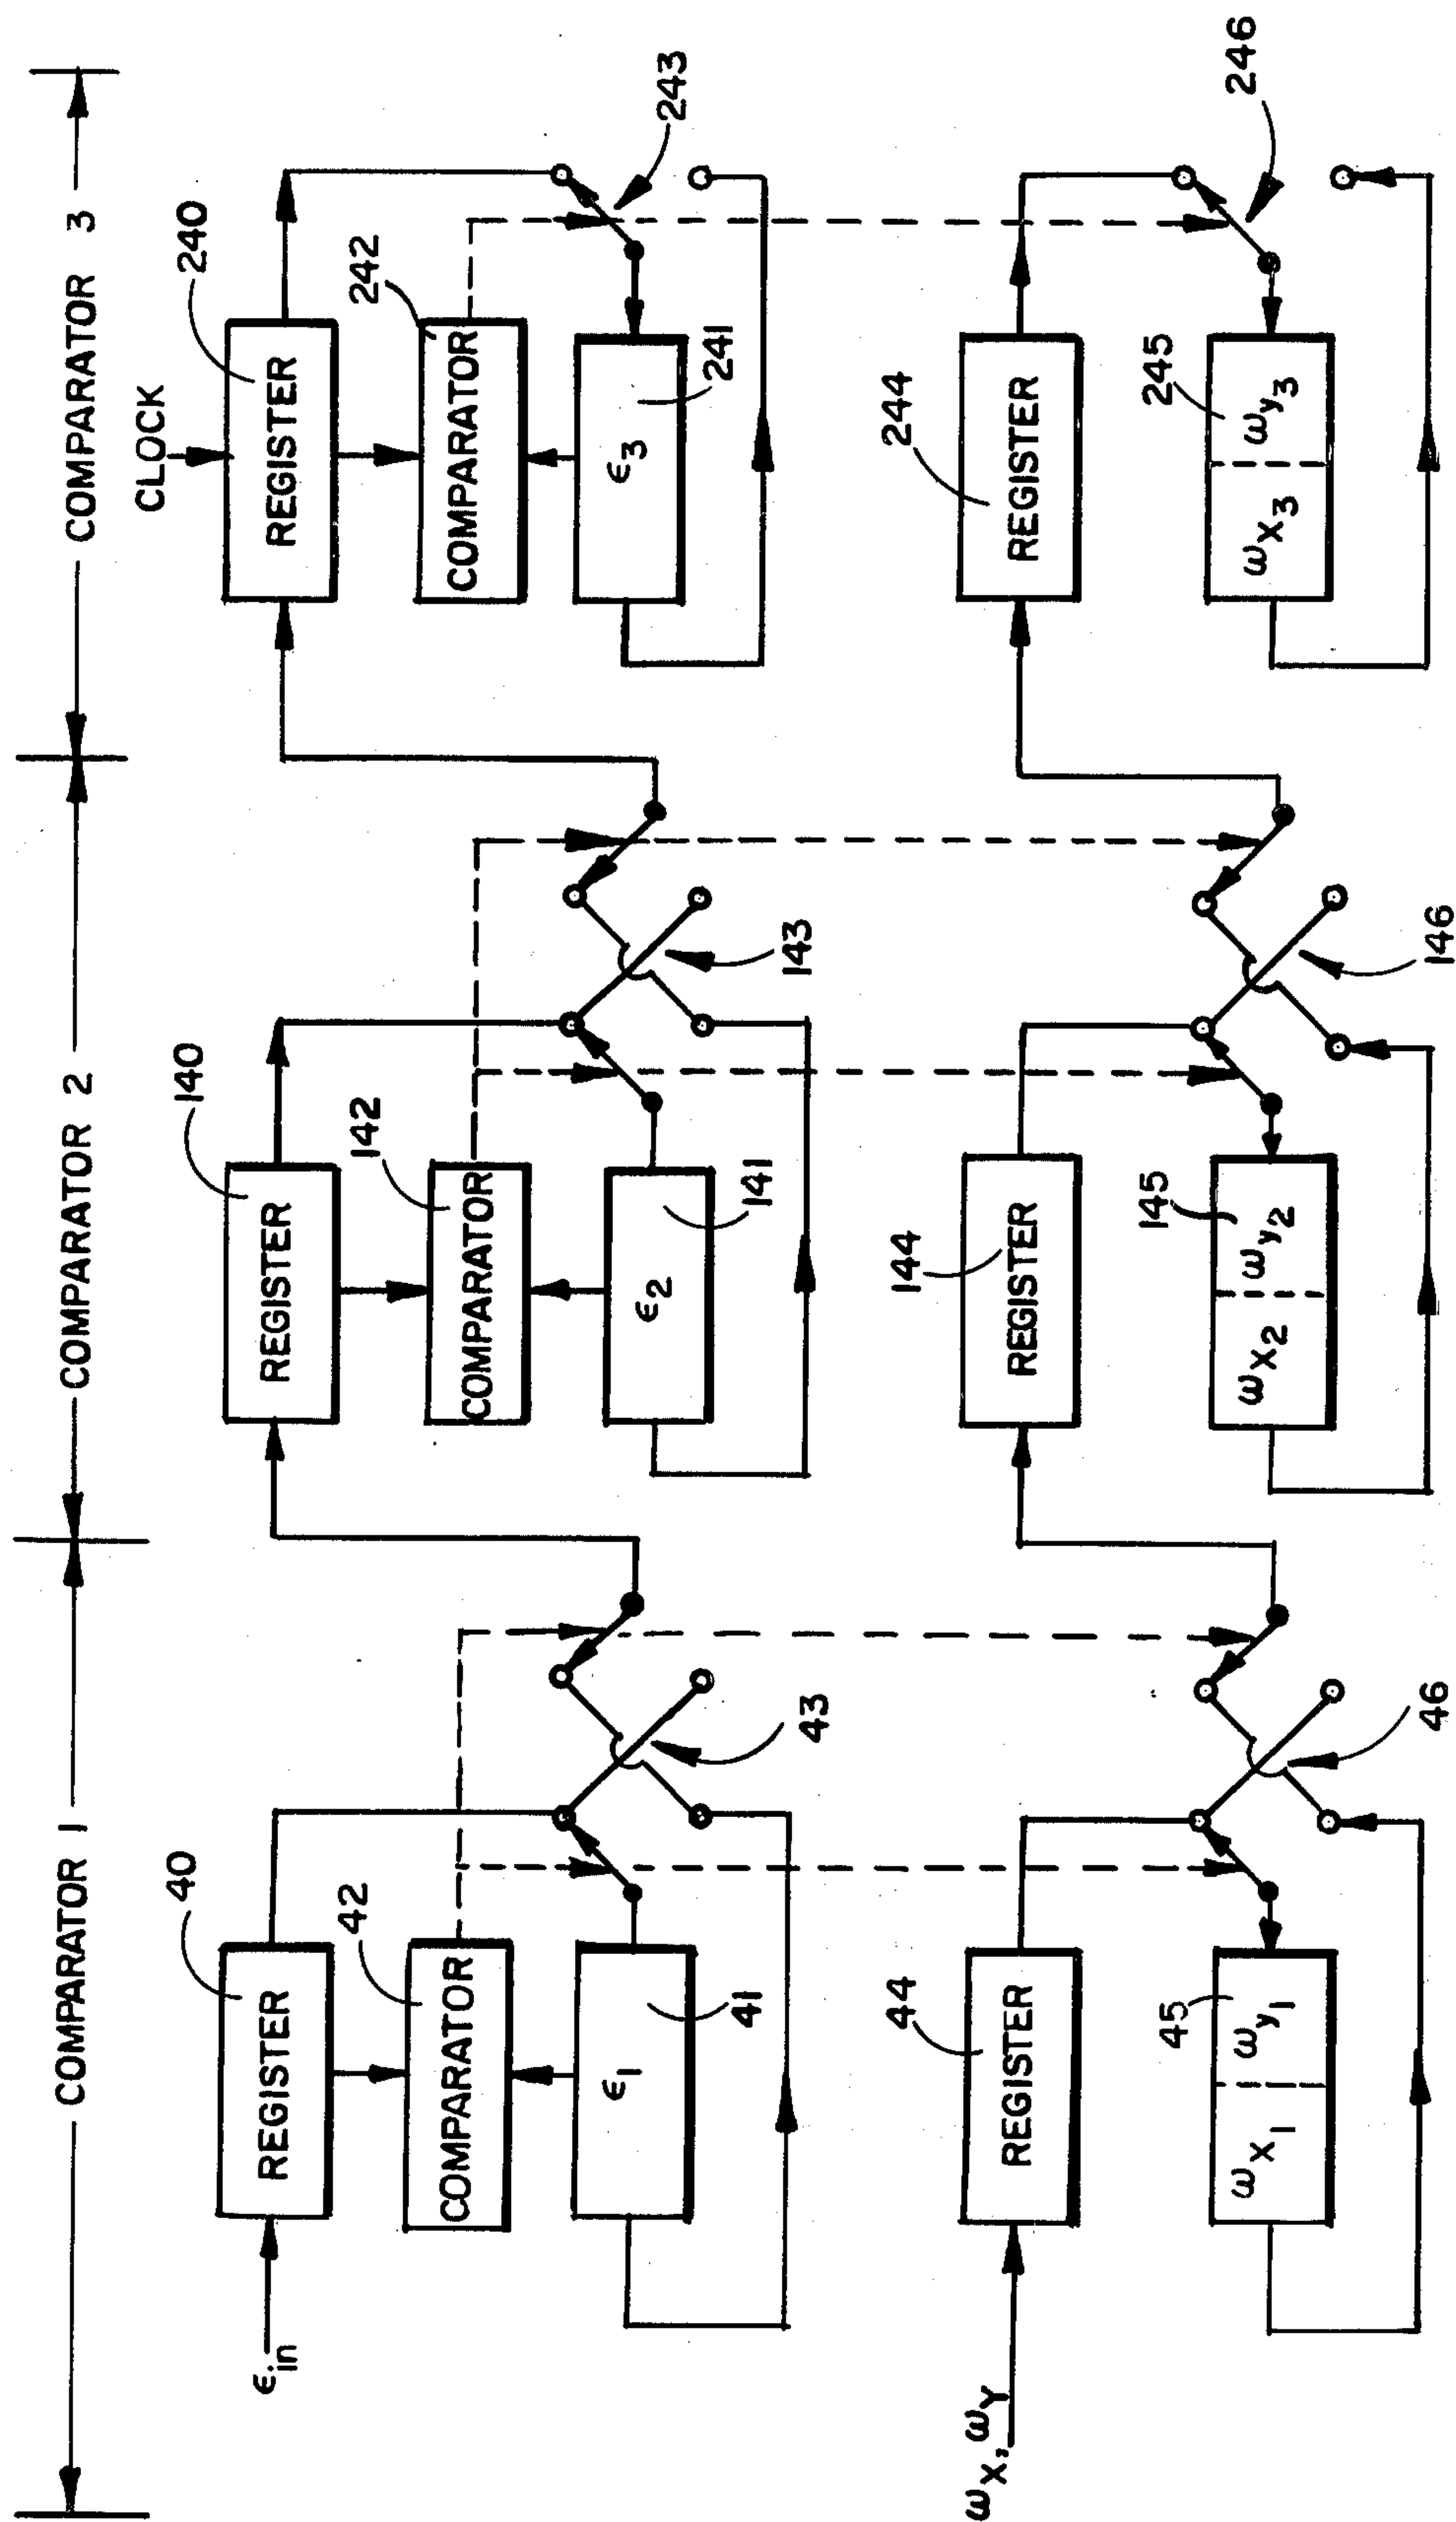 COMPARATOR 1
COMPARATOR 2
COMPARATOR 3
CLOCK
ϵin
REGISTER
40
REGISTER
140
REGISTER
240
COMPARATOR
42
COMPARATOR
142
COMPARATOR
242
ϵ1
41
43
ϵ2
141
143
ϵ3
241
243
ωX, ωY
REGISTER
44
REGISTER
144
REGISTER
244
ωX1
ωy1
45
46
ωX2
ωy2
145
146
ωX3
ωy3
245
246